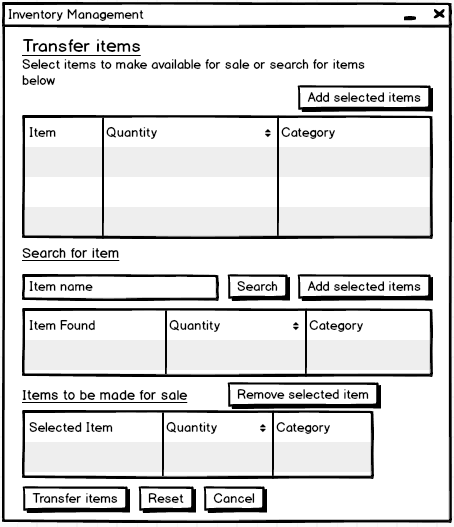 Inventory Management
Transfer items
Select items to make available for sale or search for items
below
Add selected items
Item Quantity Category
Search for item
Item name Search Add selected items
Item Found Quantity Category
Items to be made for sale Remove selected item
Selected Item Quantity Category
Transfer items Reset Cancel